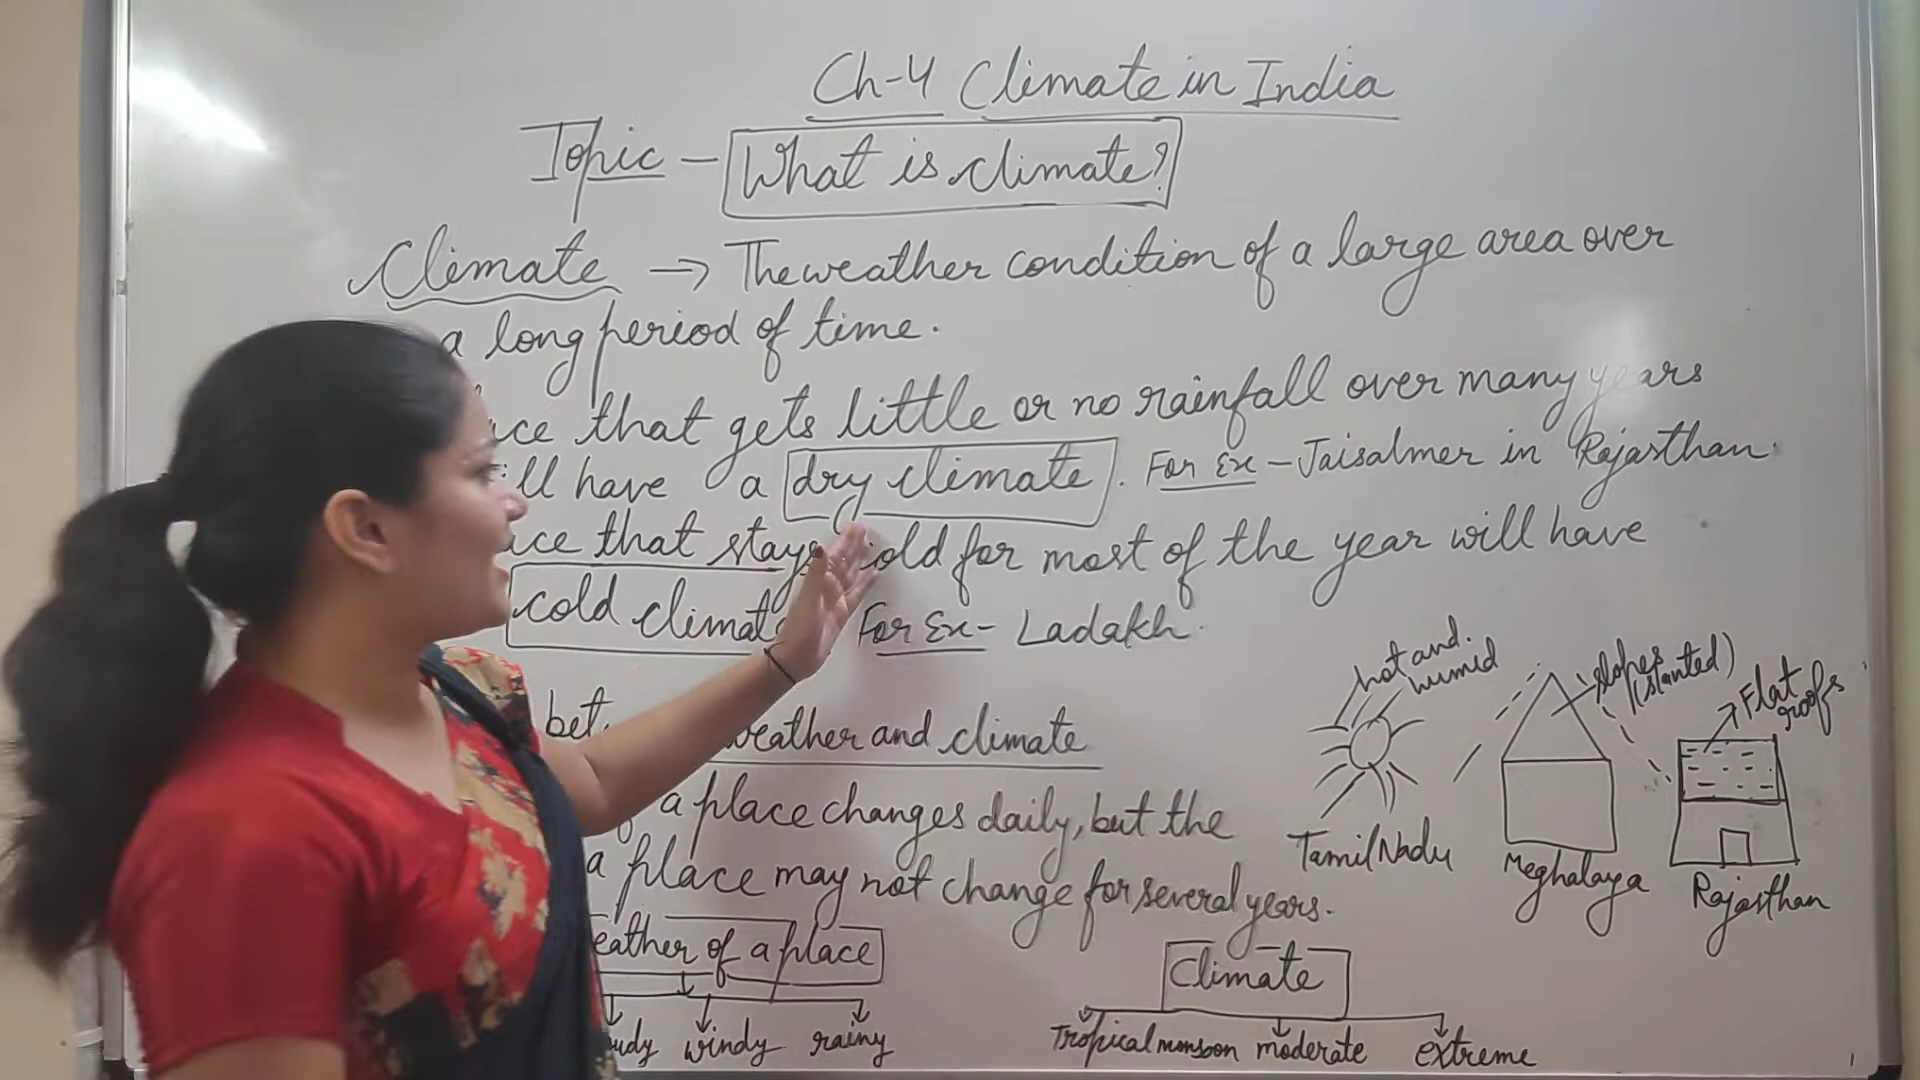 Ch-4 Climate in India
Topic - What is climate?
Climate → The weather condition of a large area over
a long period of time.
that gets little or no rainfall over many years
have a dry climate. For Ex - Jaisalmer in Rajasthan.
that stays cold for most of the year will have
cold climate For Ex - Ladakh.
weather and climate
a place changes daily, but the
a place may not change for several years.
of a place
windy rainy
hot and humid
Tamil Nadu
slopes (slanted)
Meghalaya
Flat roofs
Rajasthan
Climate
Tropical monsoon moderate extreme